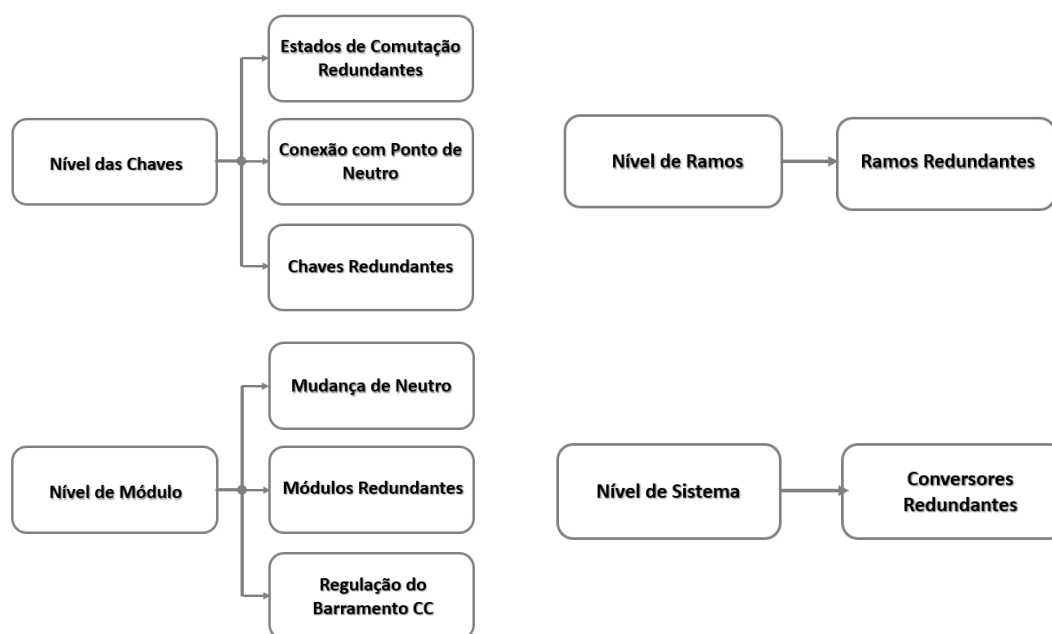 Nível das Chaves
Estados de Comutação
Redundantes
Conexão com Ponto de
Neutro
Chaves Redundantes
Nível de Ramos
Ramos Redundantes
Nível de Módulo
Mudança de Neutro
Módulos Redundantes
Regulação do
Barramento CC
Nível de Sistema
Conversores
Redundantes